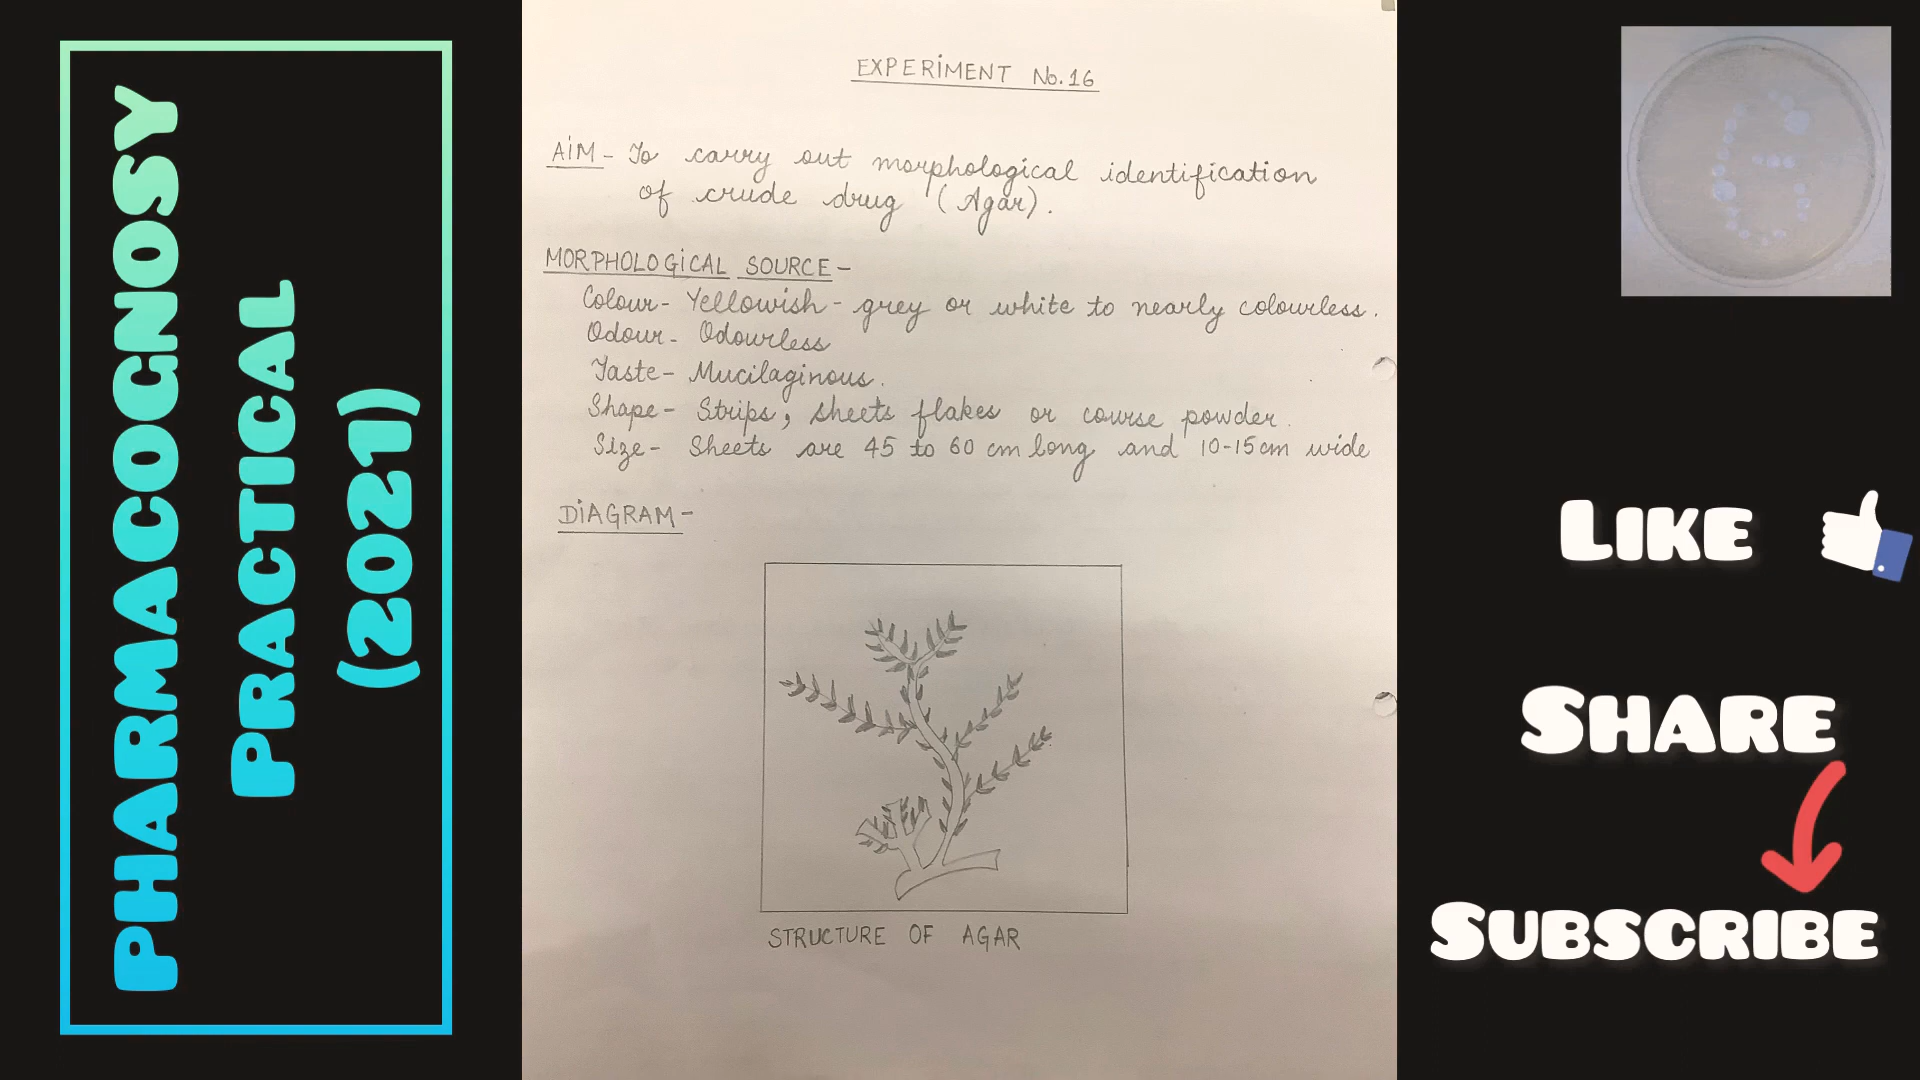 PHARMACOGNOSY
PRACTICAL
(2021)
EXPERIMENT No.16
AIM - To carry out morphological identification
of crude drug (Agar).
MORPHOLOGICAL SOURCE -
Colour - Yellowish - grey or white to nearly colourless.
Odour - Odourless
Taste - Mucilaginous.
Shape - Strips, sheets flakes or course powder.
Size - Sheets are 45 to 60 cm long and 10-15cm wide
DIAGRAM -
STRUCTURE OF AGAR
LIKE
SHARE
SUBSCRIBE